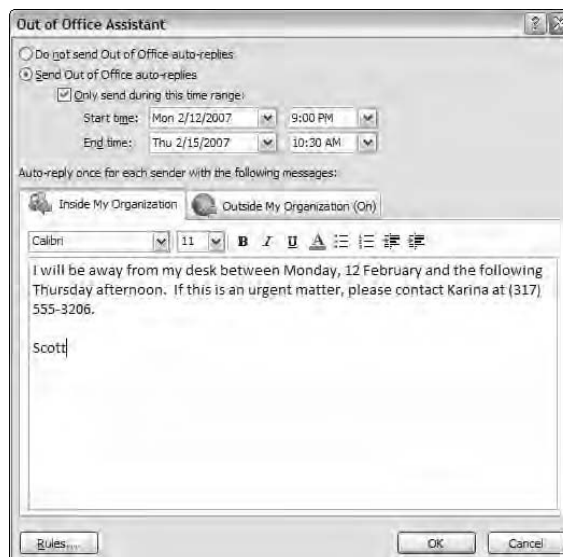 Out of Office Assistant
Do not send Out of Office auto-replies
Send Out of Office auto-replies
Only send during this time range:
Start time: Mon 2/12/2007 9:00 PM
End time: Thu 2/15/2007 10:30 AM
Auto-reply once for each sender with the following messages:
Inside My Organization Outside My Organization (On)
Calibri 11 B I U A
I will be away from my desk between Monday, 12 February and the following
Thursday afternoon.  If this is an urgent matter, please contact Karina at (317)
555-3206.
Scott
Rules... OK Cancel